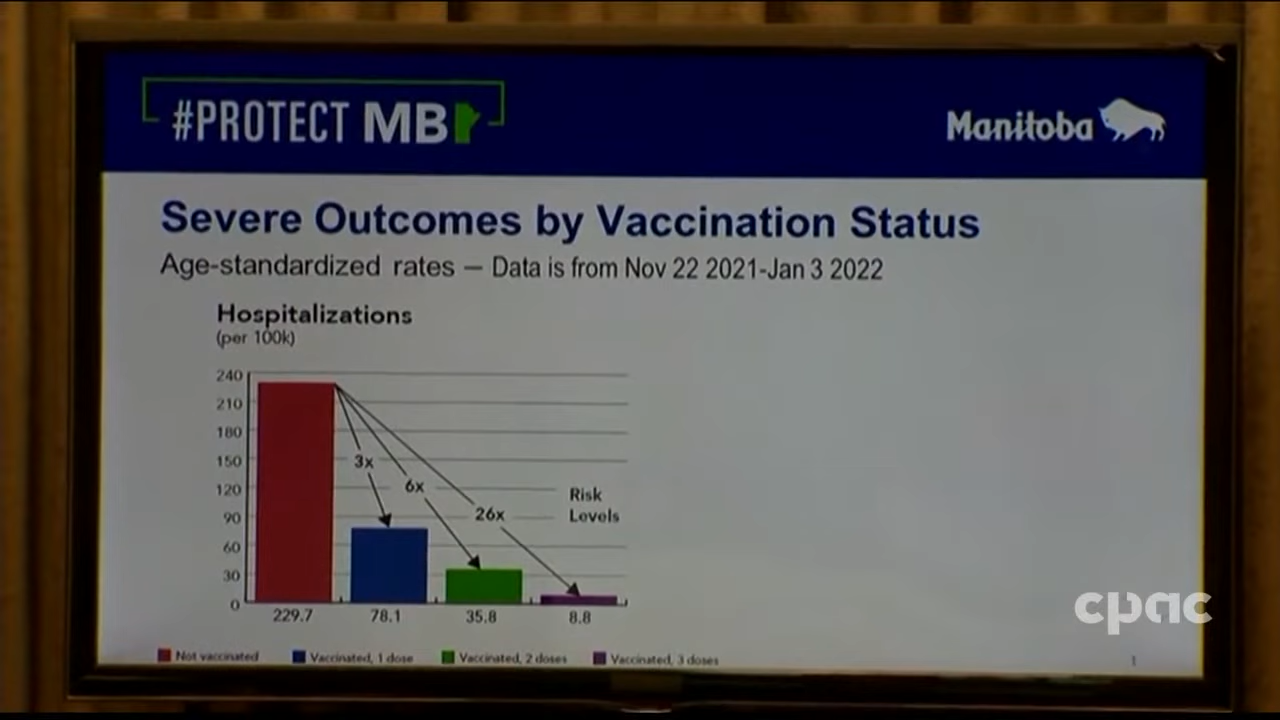 #PROTECT MB
Manitoba
Severe Outcomes by Vaccination Status
Age-standardized rates — Data is from Nov 22 2021-Jan 3 2022
Hospitalizations
(per 100k)
240
210
180
150
120
90
60
30
0
3x
6x
26x
Risk
Levels
229.7 78.1 35.8 8.8
Not vaccinated Vaccinated, 1 dose Vaccinated, 2 doses Vaccinated, 3 doses
1
cpac